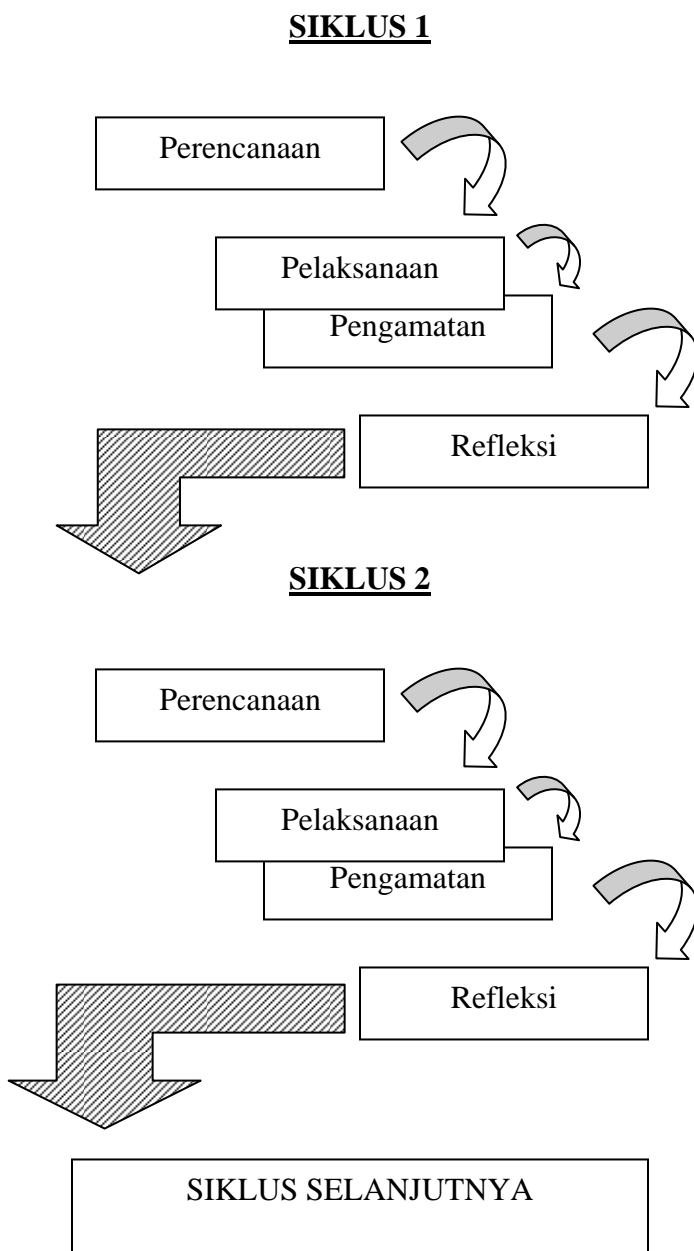 SIKLUS 1
Perencanaan
Pelaksanaan
Pengamatan
Refleksi
SIKLUS 2
Perencanaan
Pelaksanaan
Pengamatan
Refleksi
SIKLUS SELANJUTNYA